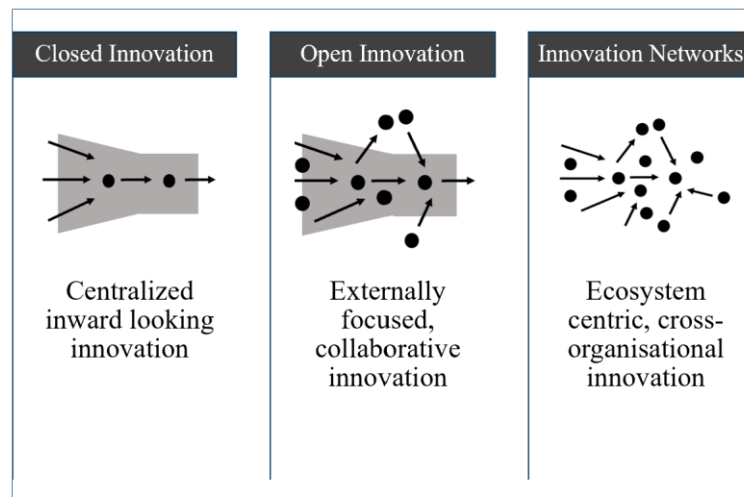 Closed Innovation
Open Innovation
Innovation Networks
Centralized
inward looking
innovation
Externally
focused,
collaborative
innovation
Ecosystem
centric, cross-
organisational
innovation